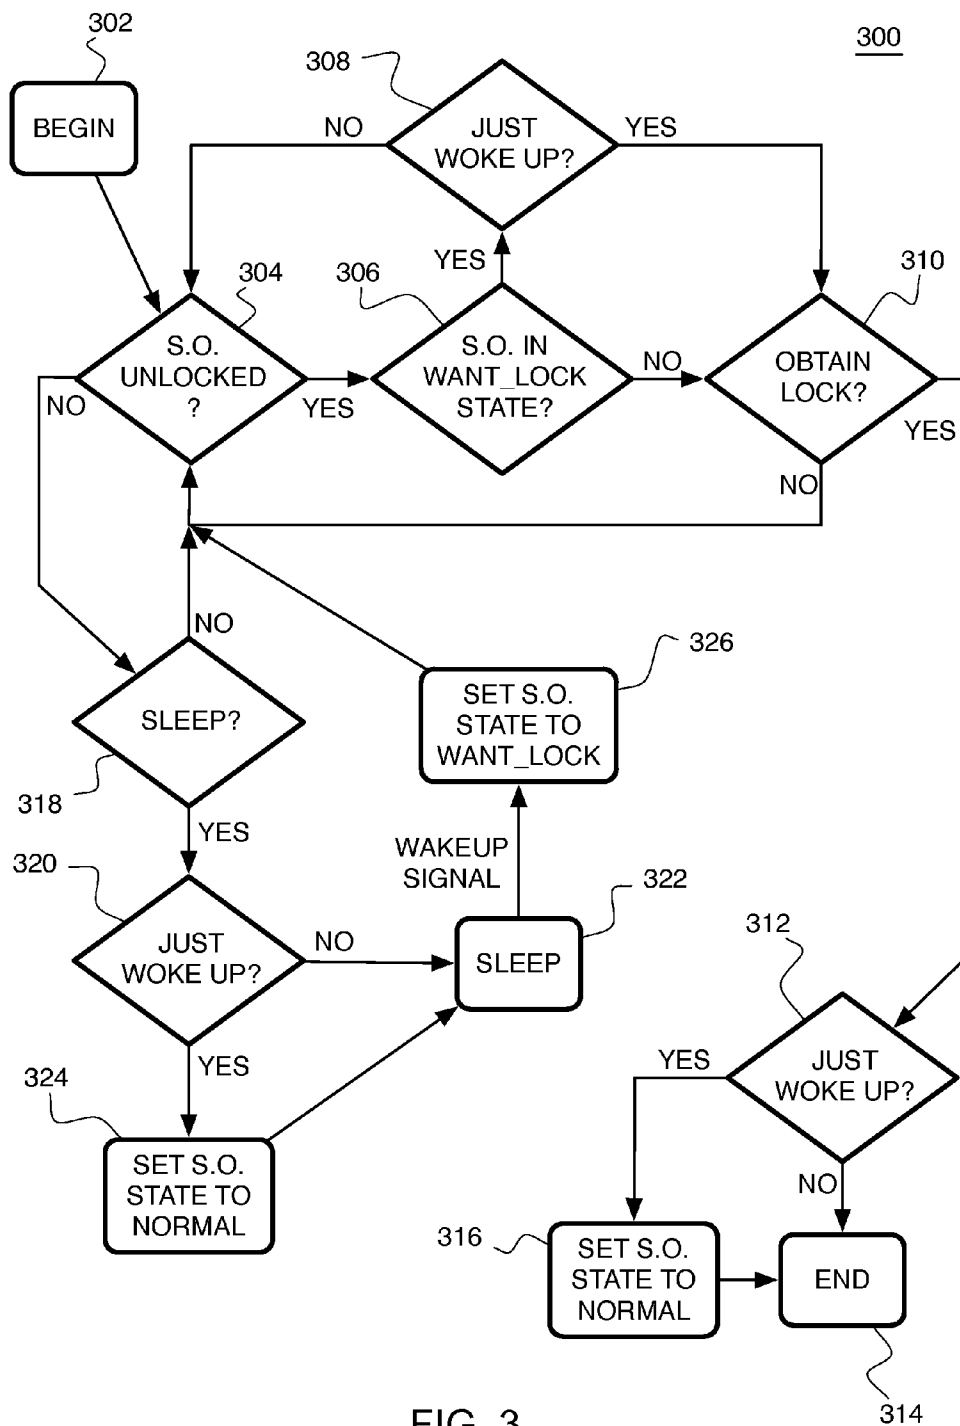 302
300
308
BEGIN
NO
JUST
WOKE UP?
YES
YES
304
306
310
S.O.
UNLOCKED
?
S.O. IN
WANT_LOCK
STATE?
NO
OBTAIN
LOCK?
NO
YES
YES
NO
NO
326
SLEEP?
SET S.O.
STATE TO
WANT_LOCK
318
YES
WAKEUP
SIGNAL
320
322
312
JUST
WOKE UP?
NO
SLEEP
YES
JUST
WOKE UP?
YES
324
NO
SET S.O.
STATE TO
NORMAL
316
SET S.O.
STATE TO
NORMAL
END
314
FIG. 3